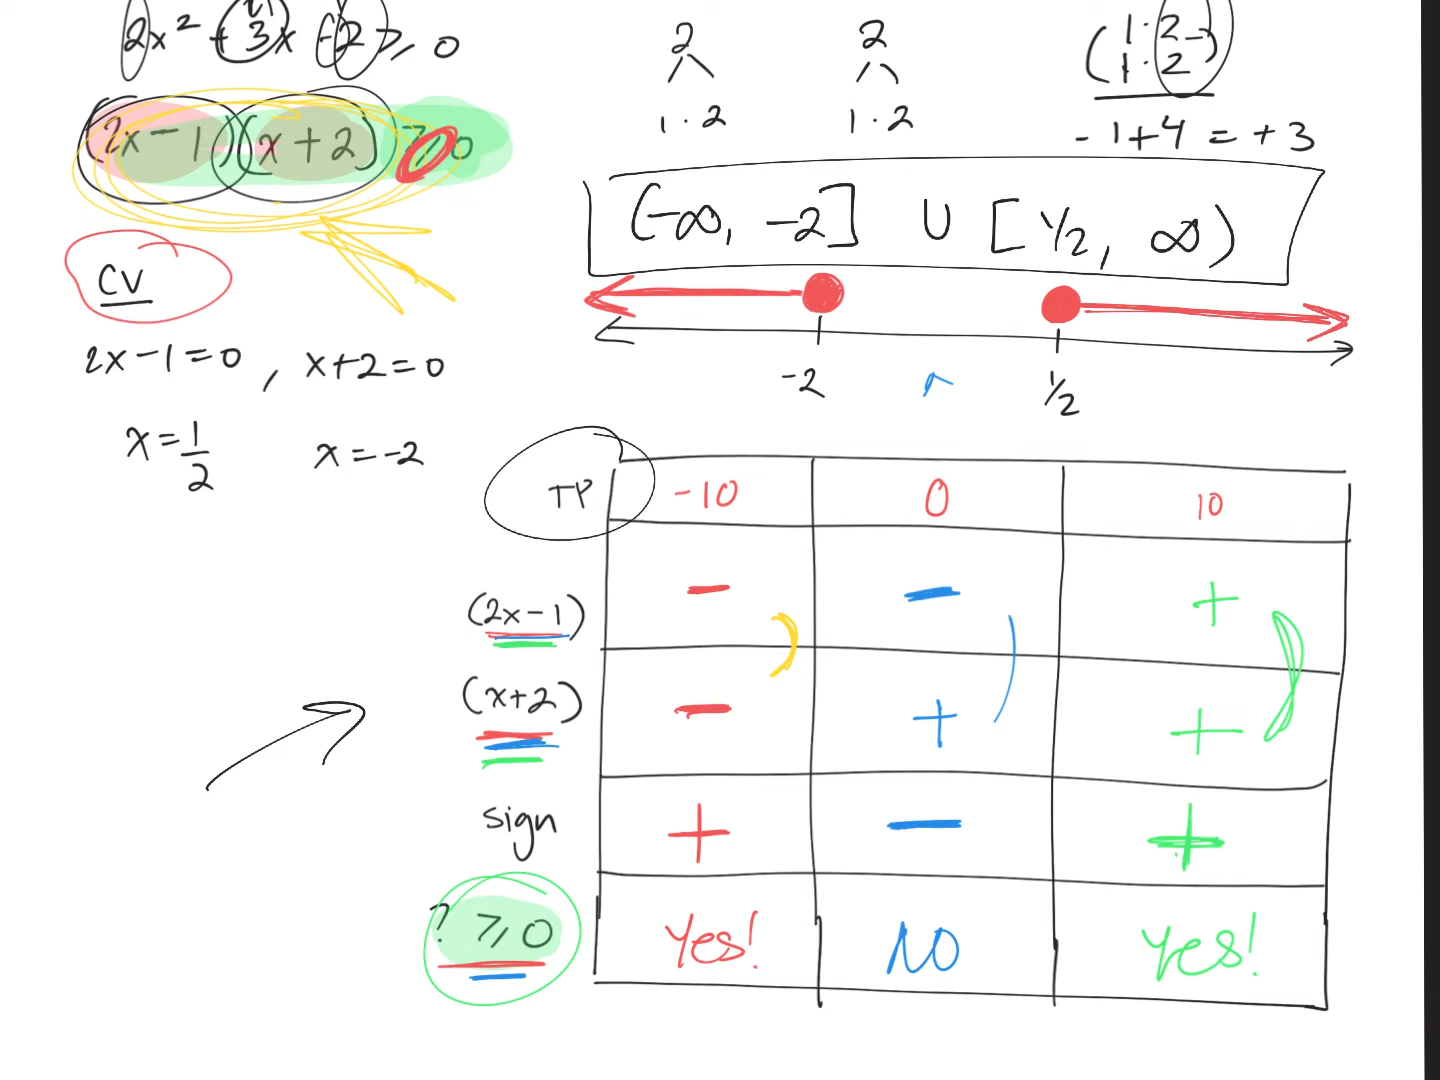 2x² + 3x - 2 ≥ 0
(2x - 1)(x + 2) ≥ 0
CV
2x - 1 = 0 , x + 2 = 0
x = 1/2 x = -2
2 2
1 · 2 1 · 2
(1 · 2 -)
1 · 2
- 1 + 4 = + 3
(-∞, -2] ∪ [1/2, ∞)
-2 1/2
TP -10 0 10
(2x - 1) - - +
(x + 2) - + +
sign + - +
? ≥ 0 Yes! NO Yes!